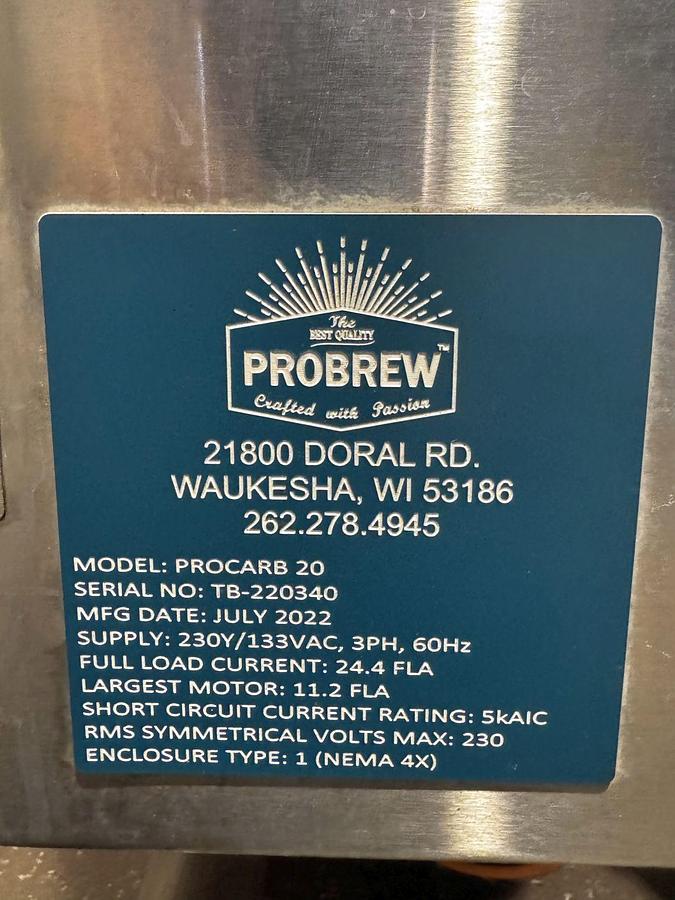 The
BEST QUALITY
PROBREW™
Crafted with Passion
21800 DORAL RD.
WAUKESHA, WI 53186
262.278.4945
MODEL: PROCARB 20
SERIAL NO: TB-220340
MFG DATE: JULY 2022
SUPPLY: 230Y/133VAC, 3PH, 60Hz
FULL LOAD CURRENT: 24.4 FLA
LARGEST MOTOR: 11.2 FLA
SHORT CIRCUIT CURRENT RATING: 5kAIC
RMS SYMMETRICAL VOLTS MAX: 230
ENCLOSURE TYPE: 1 (NEMA 4X)